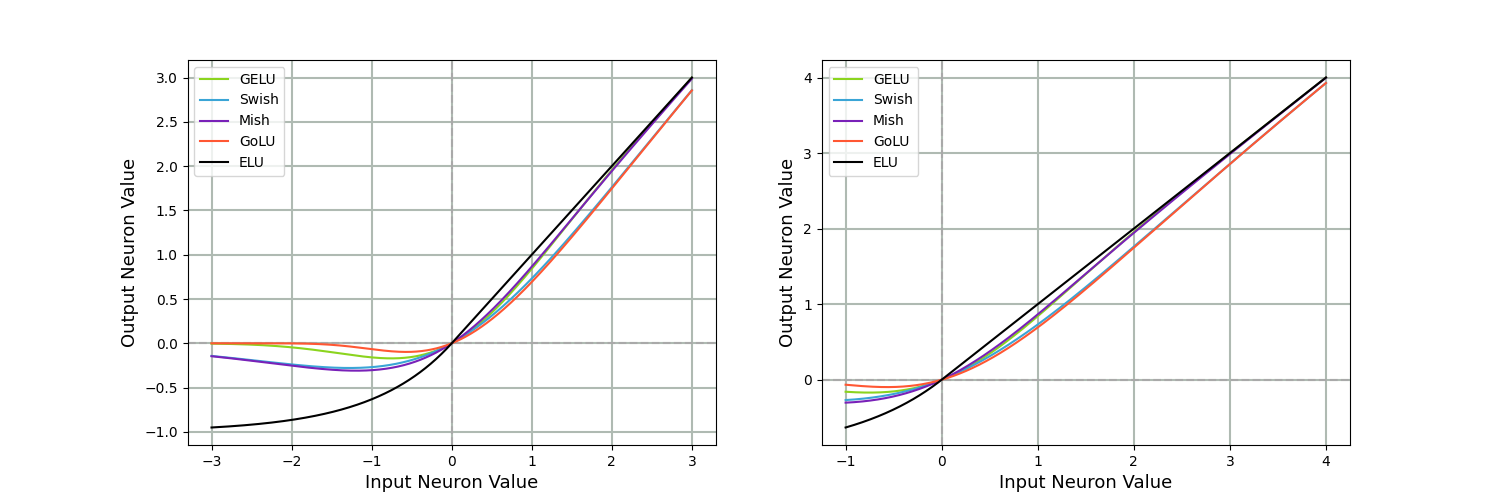 3.0
2.5
2.0
1.5
1.0
0.5
0.0
−0.5
−1.0
Output Neuron Value
GELU
Swish
Mish
GoLU
ELU
−3
−2
−1
0
1
2
3
Input Neuron Value
4
3
2
1
0
Output Neuron Value
GELU
Swish
Mish
GoLU
ELU
−1
0
1
2
3
4
Input Neuron Value